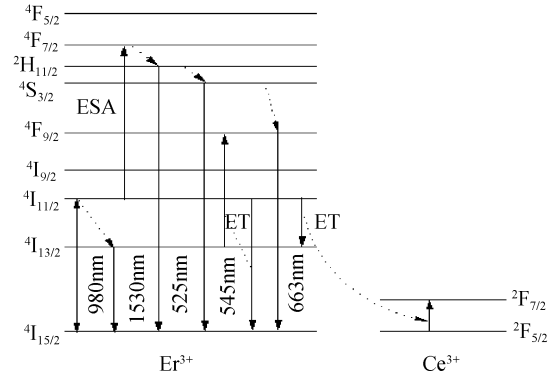 ⁴F₅/₂
⁴F₇/₂
²H₁₁/₂
⁴S₃/₂
ESA
⁴F₉/₂
⁴I₉/₂
⁴I₁₁/₂
ET
ET
⁴I₁₃/₂
980nm
1530nm
525nm
545nm
663nm
²F₇/₂
⁴I₁₅/₂
²F₅/₂
Er³⁺
Ce³⁺